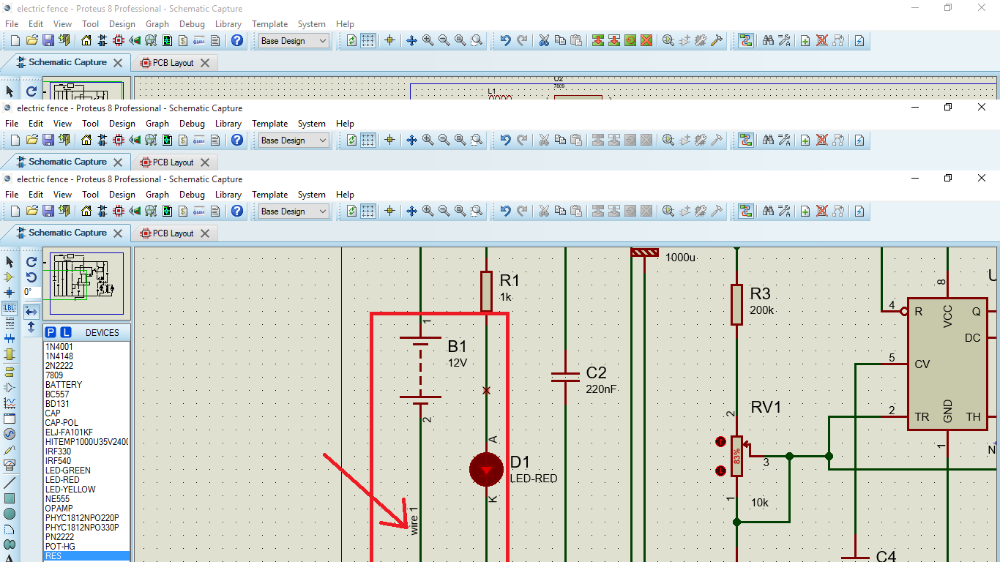 electric fence - Proteus 8 Professional - Schematic Capture
File Edit View Tool Design Graph Debug Library Template System Help
Base Design
Schematic Capture PCB Layout
U2
7809
L1
electric fence - Proteus 8 Professional - Schematic Capture
File Edit View Tool Design Graph Debug Library Template System Help
Base Design
Schematic Capture PCB Layout
electric fence - Proteus 8 Professional - Schematic Capture
File Edit View Tool Design Graph Debug Library Template System Help
Base Design
Schematic Capture PCB Layout
0°
LBL
P L DEVICES
1N4001
1N4148
2N2222
7809
BATTERY
BC557
BD131
CAP
CAP-POL
ELJ-FA101KF
HITEMP1000U35V2400
IRF330
IRF540
LED-GREEN
LED-RED
LED-YELLOW
NE555
OPAMP
PHYC1812NPO220P
PHYC1812NPO330P
PN2222
POT-HG
RES
A
R1
1k
1
B1
12V
2
wire 1
A
D1
LED-RED
K
C2
220nF
1000u
R3
200k
RV1
2
83%
3
1
10k
U
8
4 R VCC Q
DC
5 CV
2 TR GND TH
1
N
C4